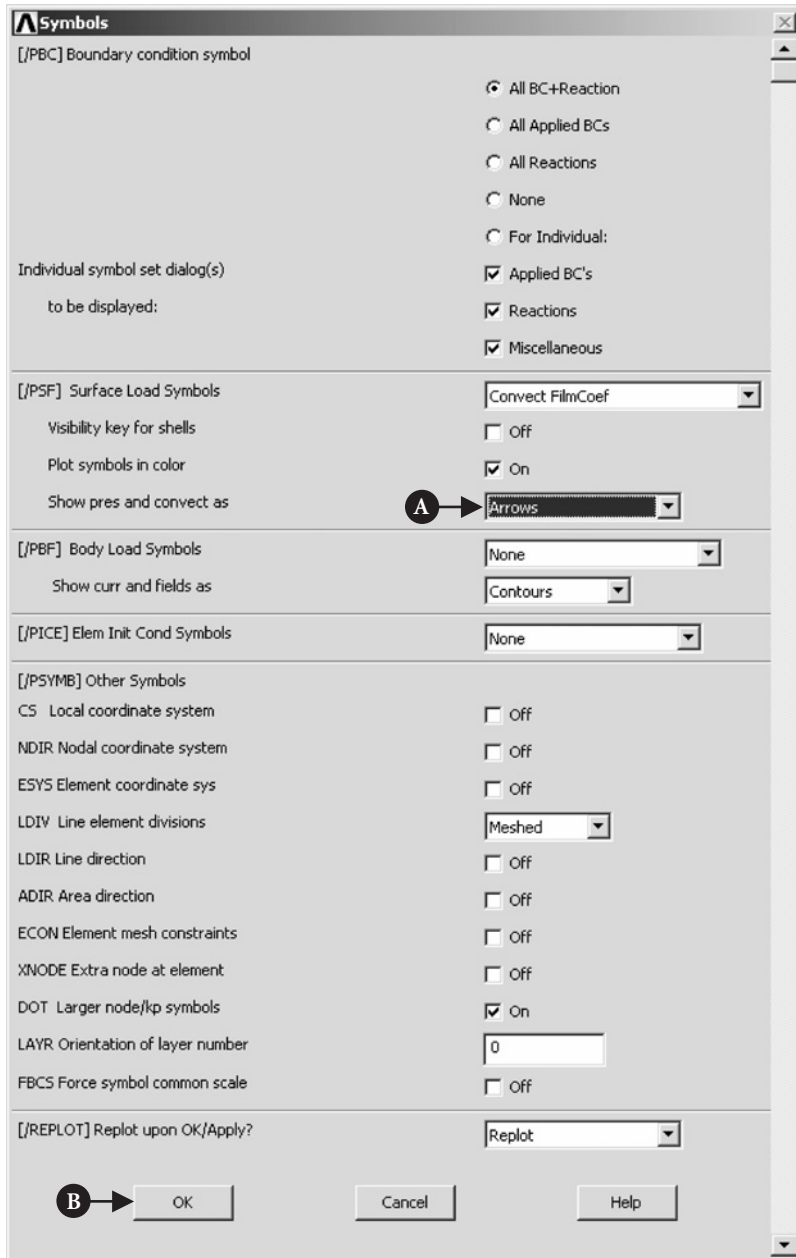 Symbols
[/PBC] Boundary condition symbol
All BC+Reaction
All Applied BCs
All Reactions
None
For Individual:
Individual symbol set dialog(s) Applied BC's
to be displayed: Reactions
Miscellaneous
[/PSF] Surface Load Symbols Convect FilmCoef
Visibility key for shells Off
Plot symbols in color On
Show pres and convect as A Arrows
[/PBF] Body Load Symbols None
Show curr and fields as Contours
[/PICE] Elem Init Cond Symbols None
[/PSYMB] Other Symbols
CS Local coordinate system Off
NDIR Nodal coordinate system Off
ESYS Element coordinate sys Off
LDIV Line element divisions Meshed
LDIR Line direction Off
ADIR Area direction Off
ECON Element mesh constraints Off
XNODE Extra node at element Off
DOT Larger node/kp symbols On
LAYR Orientation of layer number 0
FBCS Force symbol common scale Off
[/REPLOT] Replot upon OK/Apply? Replot
B OK Cancel Help